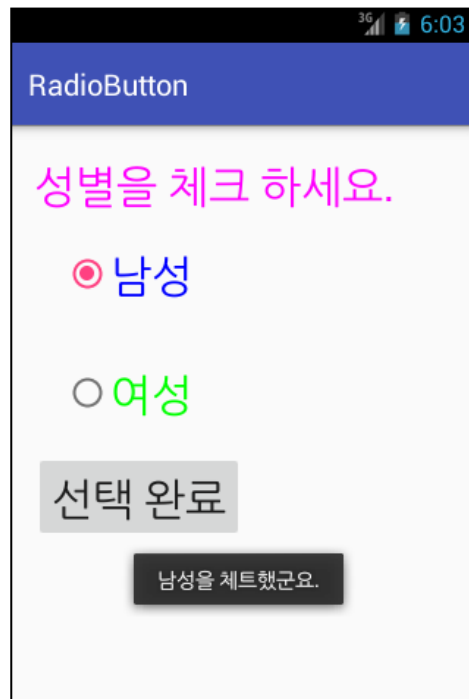 3G 6:03
RadioButton
성별을 체크 하세요.
남성
여성
선택 완료
남성을 체트했군요.